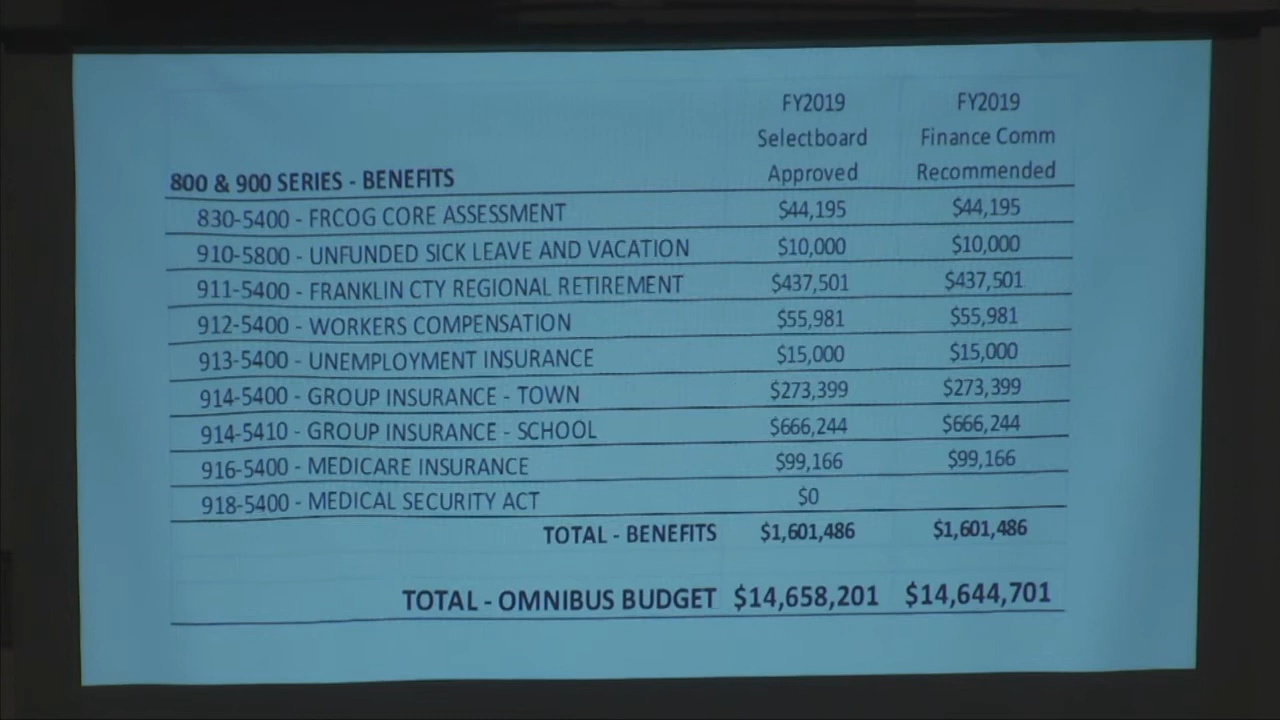 FY2019 FY2019
Selectboard Finance Comm
800 & 900 SERIES - BENEFITS Approved Recommended
830-5400 - FRCOG CORE ASSESSMENT $44,195 $44,195
910-5800 - UNFUNDED SICK LEAVE AND VACATION $10,000 $10,000
911-5400 - FRANKLIN CTY REGIONAL RETIREMENT $437,501 $437,501
912-5400 - WORKERS COMPENSATION $55,981 $55,981
913-5400 - UNEMPLOYMENT INSURANCE $15,000 $15,000
914-5400 - GROUP INSURANCE - TOWN $273,399 $273,399
914-5410 - GROUP INSURANCE - SCHOOL $666,244 $666,244
916-5400 - MEDICARE INSURANCE $99,166 $99,166
918-5400 - MEDICAL SECURITY ACT $0
TOTAL - BENEFITS $1,601,486 $1,601,486
TOTAL - OMNIBUS BUDGET $14,658,201 $14,644,701